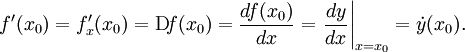 f′(x₀) = f′ₓ(x₀) = Df(x₀) = df(x₀)/dx = dy/dx|ₓ₌ₓ₀ = ẏ(x₀).